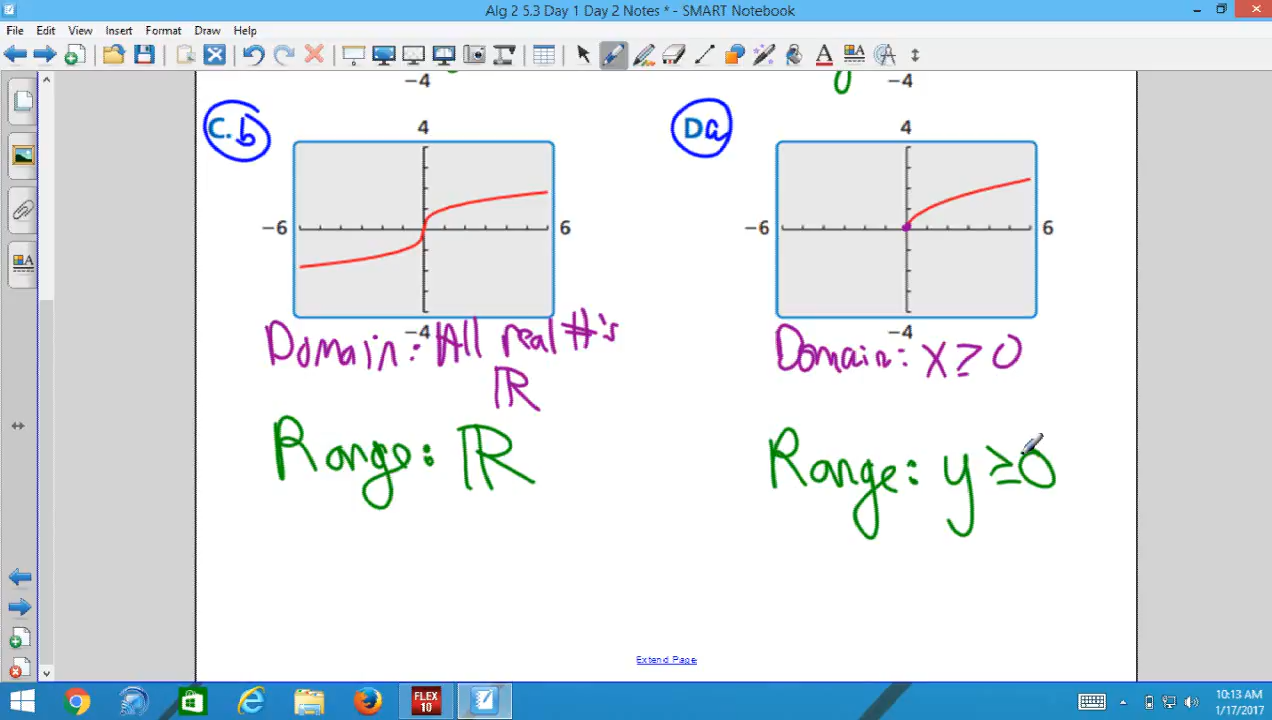 Alg 2 5.3 Day 1 Day 2 Notes * - SMART Notebook
File Edit View Insert Format Draw Help
-4
0 -4
C. b
4
D a
4
-6
6
-6
6
-4
-4
Domain: All real #'s
ℝ
Domain: x ≥ 0
Range: ℝ
Range: y ≥ 0
Extend Page
FLEX
10
10:13 AM
1/17/2017